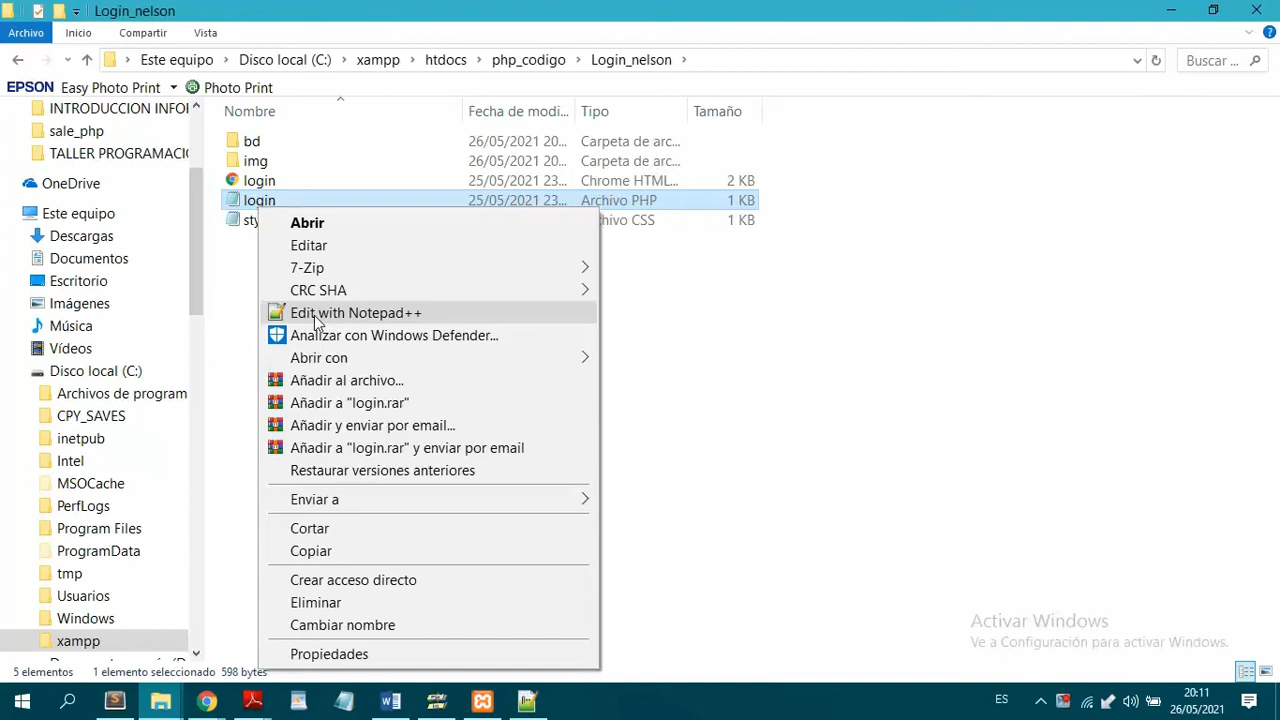 Login_nelson
Archivo Inicio Compartir Vista
Este equipo Disco local (C:) xampp htdocs php_codigo Login_nelson Buscar ...
EPSON Easy Photo Print Photo Print
INTRODUCCION INFOR
sale_php
TALLER PROGRAMACIO
OneDrive
Este equipo
Descargas
Documentos
Escritorio
Imágenes
Música
Vídeos
Disco local (C:)
Archivos de program
CPY_SAVES
inetpub
Intel
MSOCache
PerfLogs
Program Files
ProgramData
tmp
Usuarios
Windows
xampp
Nombre Fecha de modi... Tipo Tamaño
bd 26/05/2021 20... Carpeta de arc...
img 26/05/2021 20... Carpeta de arc...
login 25/05/2021 23... Chrome HTML... 2 KB
login 25/05/2021 23... Archivo PHP 1 KB
sty chivo CSS 1 KB
Abrir
Editar
7-Zip
CRC SHA
Edit with Notepad++
Analizar con Windows Defender...
Abrir con
Añadir al archivo...
Añadir a "login.rar"
Añadir y enviar por email...
Añadir a "login.rar" y enviar por email
Restaurar versiones anteriores
Enviar a
Cortar
Copiar
Crear acceso directo
Eliminar
Cambiar nombre
Propiedades
Activar Windows
Ve a Configuración para activar Windows.
5 elementos 1 elemento seleccionado 598 bytes
ES
20:11
26/05/2021